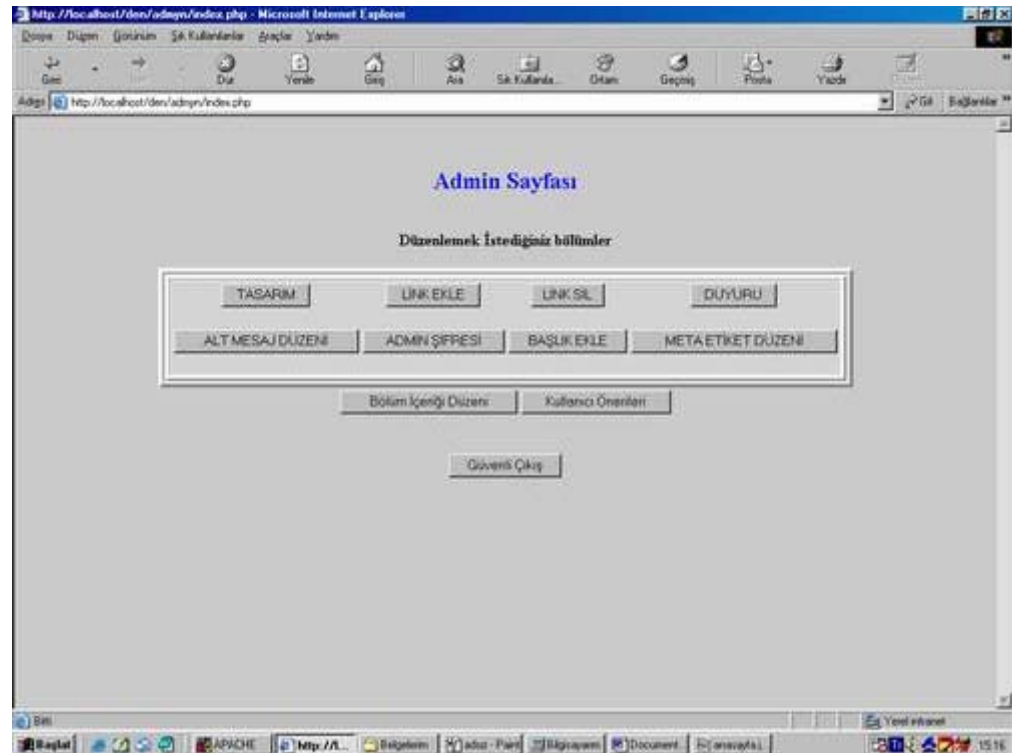 http://localhost/den/admyn/index.php - Microsoft Internet Explorer
Dosya Düzen Görünüm Sık Kullanılanlar Araçlar Yardım
Geri Dur Yenile Giriş Ara Sık Kullanıla... Ortam Geçmiş Posta Yazdır
Adres http://localhost/den/admyn/index.php Git Bağlantılar
Admin Sayfası
Düzenlemek İstediğiniz bölümler
TASARIM LİNK EKLE LINK SIL DUYURU
ALT MESAJ DÜZENİ ADMIN ŞİFRESİ BAŞLIK EKLE META ETİKET DÜZENİ
Bölüm İçeriği Düzeni Kullanıcı Önerileri
Güvenli Çıkış
Bitti Yerel intranet
Başlat APACHE http://l... Belgelerim - Paint Bilgisayarım Document... anasayfa 15:16